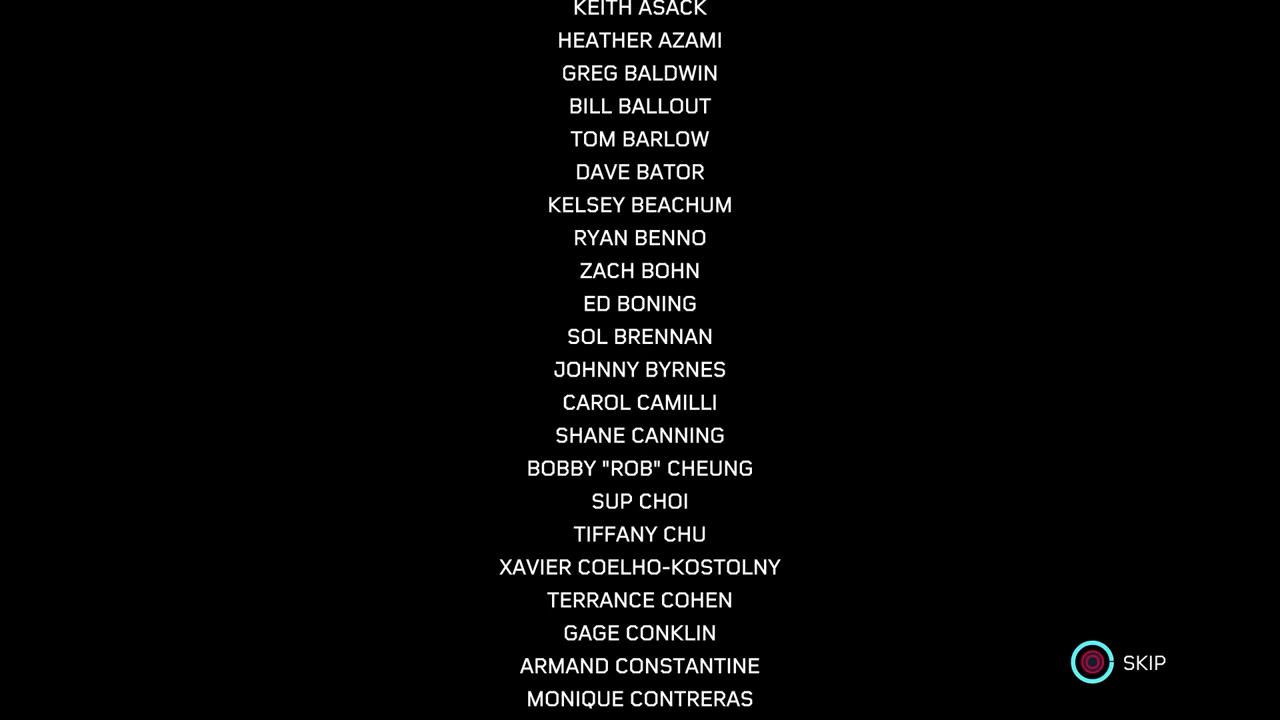 KEITH ASACK
HEATHER AZAMI
GREG BALDWIN
BILL BALLOUT
TOM BARLOW
DAVE BATOR
KELSEY BEACHUM
RYAN BENNO
ZACH BOHN
ED BONING
SOL BRENNAN
JOHNNY BYRNES
CAROL CAMILLI
SHANE CANNING
BOBBY "ROB" CHEUNG
SUP CHOI
TIFFANY CHU
XAVIER COELHO-KOSTOLNY
TERRANCE COHEN
GAGE CONKLIN
ARMAND CONSTANTINE
SKIP
MONIQUE CONTRERAS